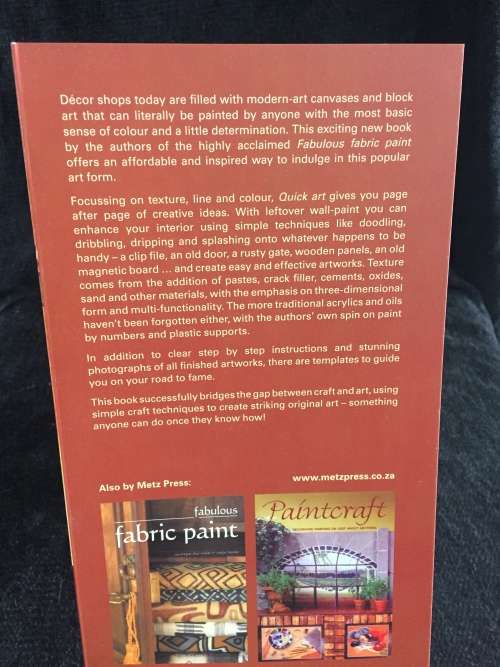 Décor shops today are filled with modern-art canvases and block
art that can literally be painted by anyone with the most basic
sense of colour and a little determination. This exciting new book
by the authors of the highly acclaimed Fabulous fabric paint
offers an affordable and inspired way to indulge in this popular
art form.
Focussing on texture, line and colour, Quick art gives you page
after page of creative ideas. With leftover wall-paint you can
enhance your interior using simple techniques like doodling,
dribbling, dripping and splashing onto whatever happens to be
handy – a clip file, an old door, a rusty gate, wooden panels, an old
magnetic board ... and create easy and effective artworks. Texture
comes from the addition of pastes, crack filler, cements, oxides,
sand and other materials, with the emphasis on three-dimensional
form and multi-functionality. The more traditional acrylics and oils
haven't been forgotten either, with the authors' own spin on paint
by numbers and plastic supports.
In addition to clear step by step instructions and stunning
photographs of all finished artworks, there are templates to guide
you on your road to fame.
This book successfully bridges the gap between craft and art, using
simple craft techniques to create striking original art – something
anyone can do once they know how!
Also by Metz Press:
www.metzpress.co.za
fabulous
fabric paint
Paintcraft